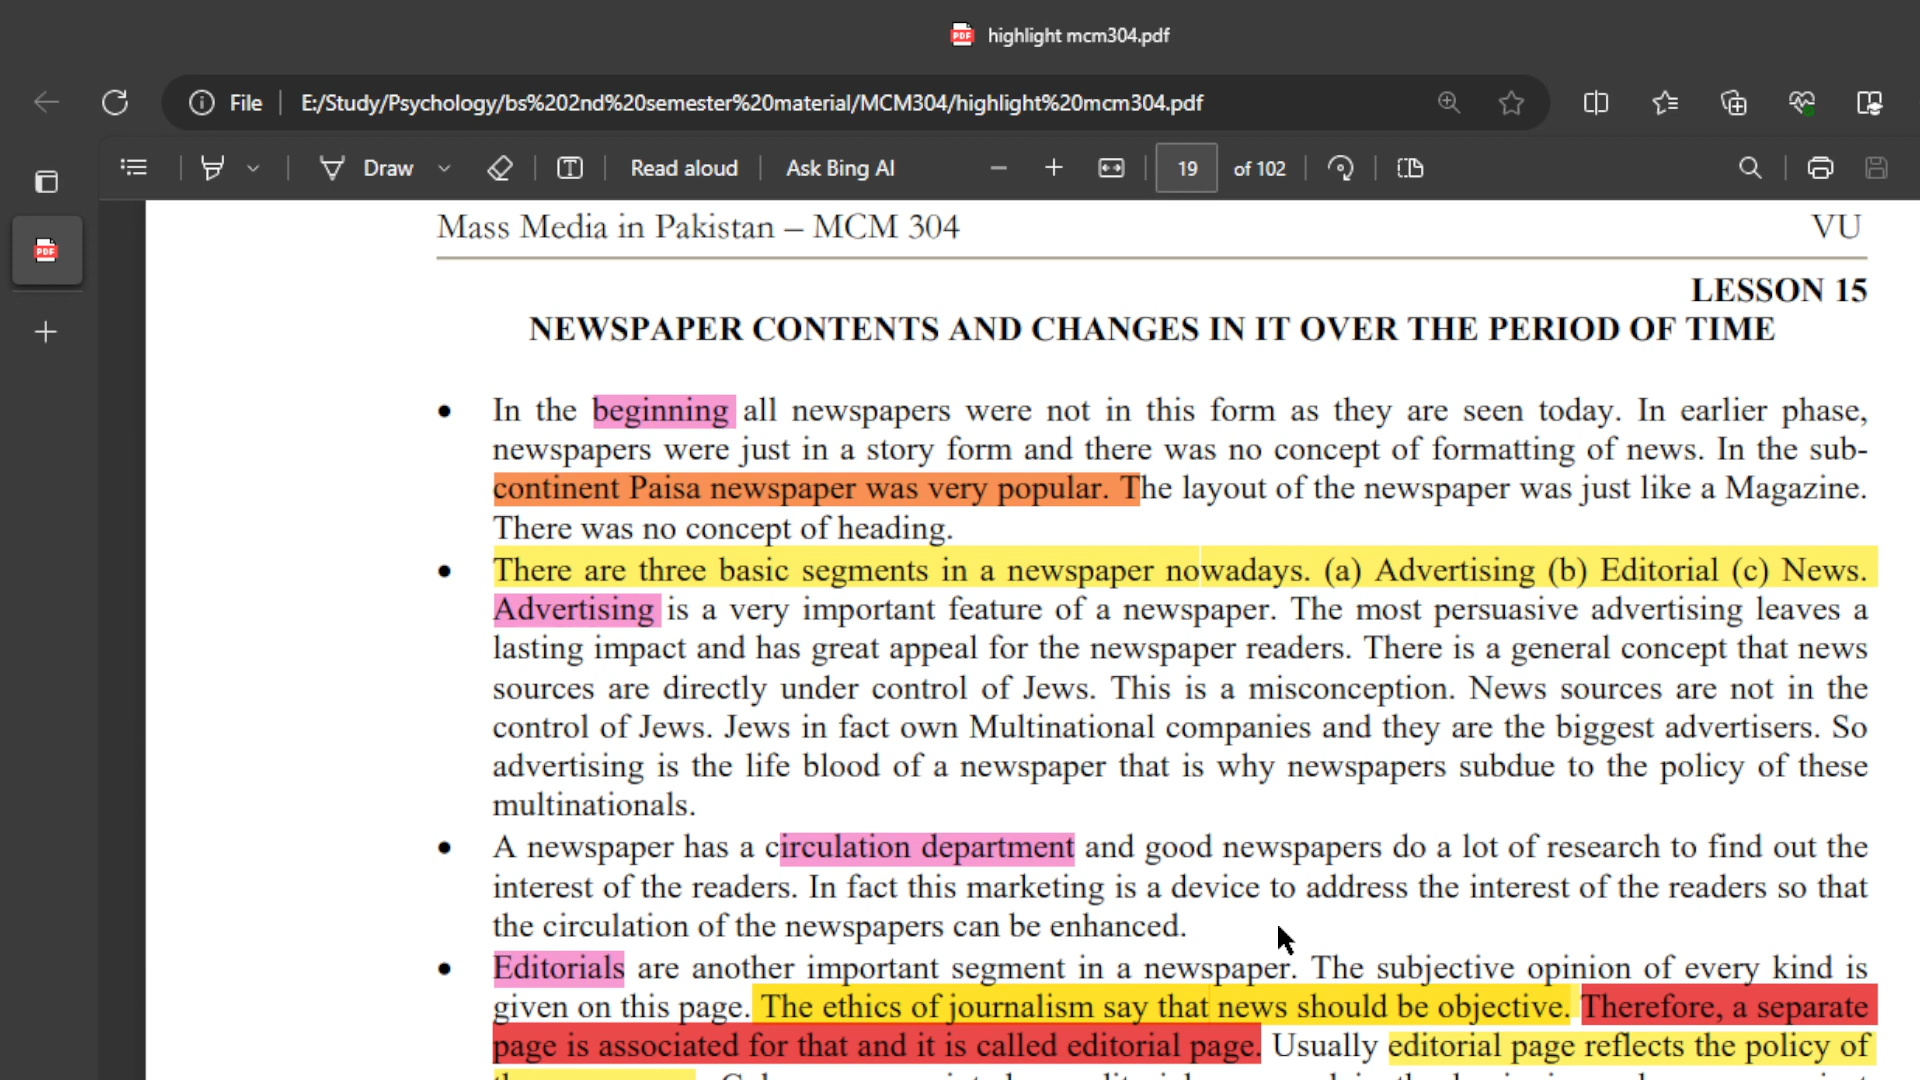 highlight mcm304.pdf
File E:/Study/Psychology/bs%202nd%20semester%20material/MCM304/highlight%20mcm304.pdf
Draw Read aloud Ask Bing AI 19 of 102
Mass Media in Pakistan – MCM 304 VU
LESSON 15
NEWSPAPER CONTENTS AND CHANGES IN IT OVER THE PERIOD OF TIME
• In the beginning all newspapers were not in this form as they are seen today. In earlier phase,
newspapers were just in a story form and there was no concept of formatting of news. In the sub-
continent Paisa newspaper was very popular. The layout of the newspaper was just like a Magazine.
There was no concept of heading.
• There are three basic segments in a newspaper nowadays. (a) Advertising (b) Editorial (c) News.
Advertising is a very important feature of a newspaper. The most persuasive advertising leaves a
lasting impact and has great appeal for the newspaper readers. There is a general concept that news
sources are directly under control of Jews. This is a misconception. News sources are not in the
control of Jews. Jews in fact own Multinational companies and they are the biggest advertisers. So
advertising is the life blood of a newspaper that is why newspapers subdue to the policy of these
multinationals.
• A newspaper has a circulation department and good newspapers do a lot of research to find out the
interest of the readers. In fact this marketing is a device to address the interest of the readers so that
the circulation of the newspapers can be enhanced.
• Editorials are another important segment in a newspaper. The subjective opinion of every kind is
given on this page. The ethics of journalism say that news should be objective. Therefore, a separate
page is associated for that and it is called editorial page. Usually editorial page reflects the policy of